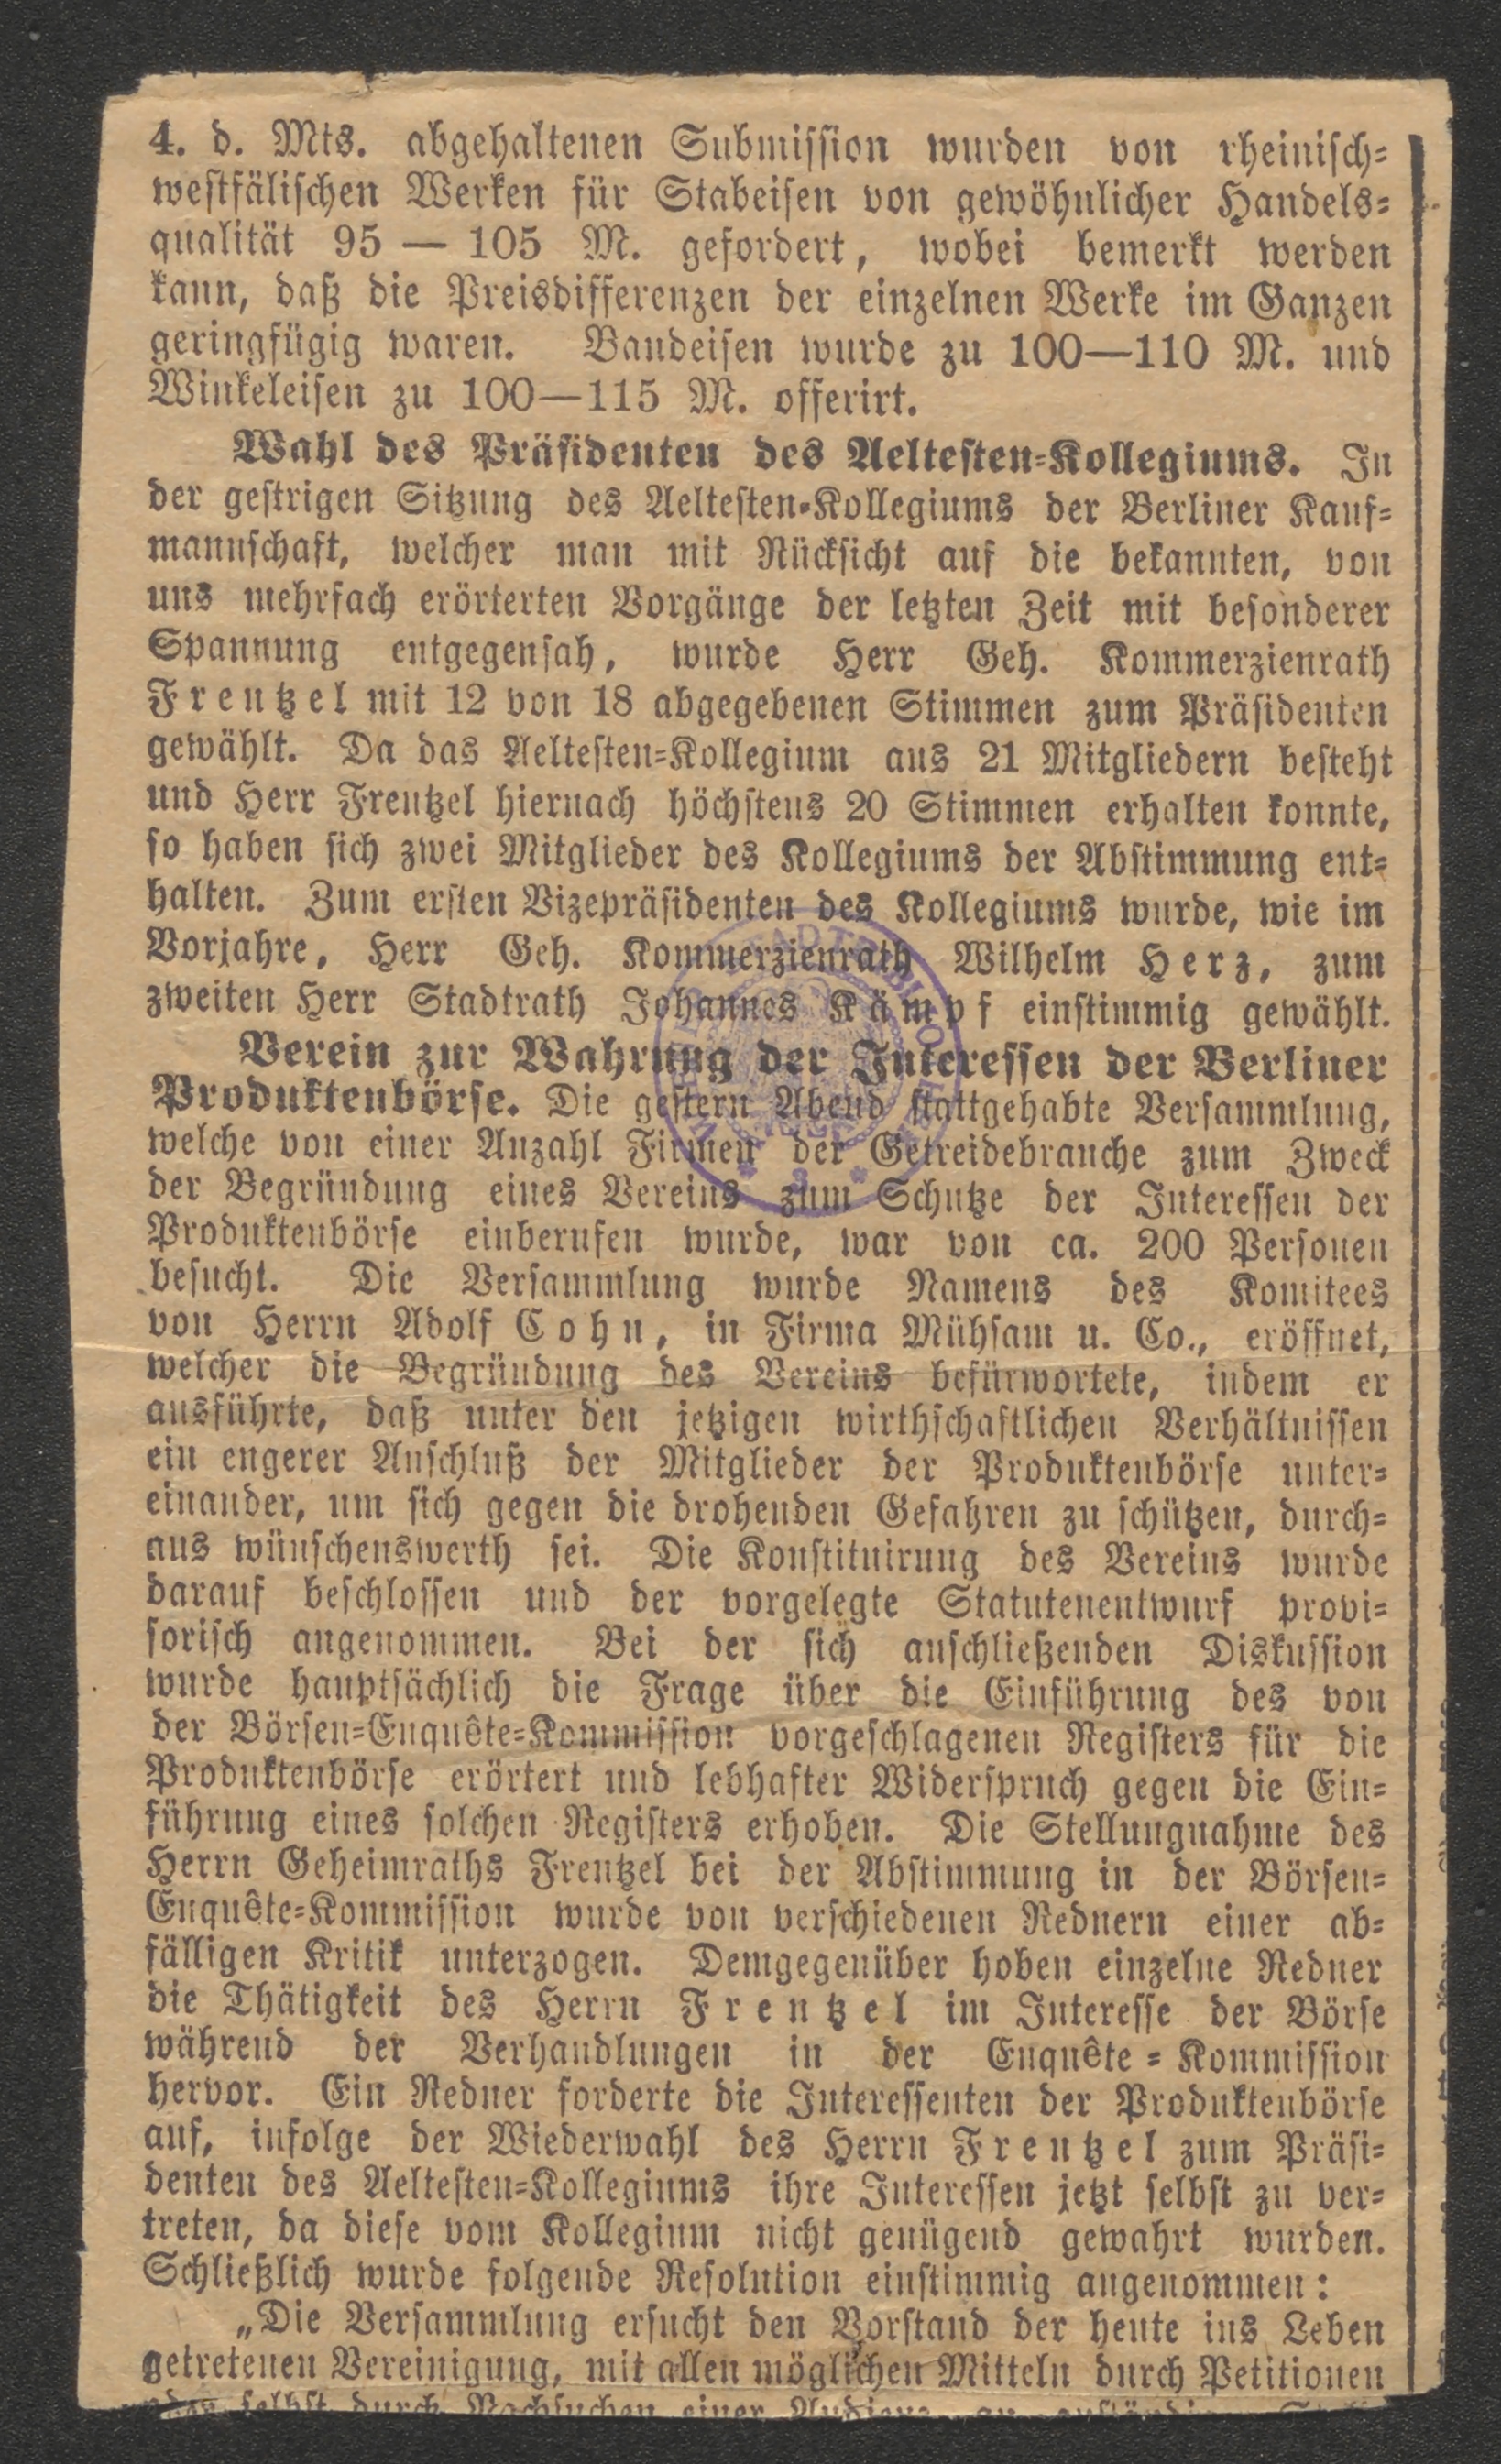 4. d. Mts. abgehaltenen Submission wurden von rheinisch-
westfälischen Werken für Stabeisen von gewöhnlicher Handels-
qualität 95 — 105 M. gefordert, wobei bemerkt werden
kann, daß die Preisdifferenzen der einzelnen Werke im Ganzen
geringfügig waren. Bandeisen wurde zu 100—110 M. und
Winkeleisen zu 100—115 M. offerirt.
Wahl des Präsidenten des Aeltesten-Kollegiums. In
der gestrigen Sitzung des Aeltesten-Kollegiums der Berliner Kauf-
mannschaft, welcher man mit Rücksicht auf die bekannten, von
uns mehrfach erörterten Vorgänge der letzten Zeit mit besonderer
Spannung entgegensah, wurde Herr Geh. Kommerzienrath
Frentzel mit 12 von 18 abgegebenen Stimmen zum Präsidenten
gewählt. Da das Aeltesten-Kollegium aus 21 Mitgliedern besteht
und Herr Frentzel hiernach höchstens 20 Stimmen erhalten konnte,
so haben sich zwei Mitglieder des Kollegiums der Abstimmung ent-
halten. Zum ersten Vizepräsidenten des Kollegiums wurde, wie im
Vorjahre, Herr Geh. Kommerzienrath Wilhelm Herz, zum
zweiten Herr Stadtrath Johannes Kämpf einstimmig gewählt.
Verein zur Wahrung der Interessen der Berliner
Produktenbörse. Die gestern Abend stattgehabte Versammlung,
welche von einer Anzahl Firmen der Getreidebranche zum Zweck
der Begründung eines Vereins zum Schutze der Interessen der
Produktenbörse einberufen wurde, war von ca. 200 Personen
besucht. Die Versammlung wurde Namens des Komitees
von Herrn Adolf Cohn, in Firma Mühsam u. Co., eröffnet,
welcher die Begründung des Vereins befürwortete, indem er
ausführte, daß unter den jetzigen wirthschaftlichen Verhältnissen
ein engerer Anschluß der Mitglieder der Produktenbörse unter-
einander, um sich gegen die drohenden Gefahren zu schützen, durch-
aus wünschenswerth sei. Die Konstituirung des Vereins wurde
darauf beschlossen und der vorgelegte Statutenentwurf provi-
sorisch angenommen. Bei der sich anschließenden Diskussion
wurde hauptsächlich die Frage über die Einführung des von
der Börsen-Enquête-Kommission vorgeschlagenen Registers für die
Produktenbörse erörtert und lebhafter Widerspruch gegen die Ein-
führung eines solchen Registers erhoben. Die Stellungnahme des
Herrn Geheimraths Frentzel bei der Abstimmung in der Börsen-
Enquête-Kommission wurde von verschiedenen Rednern einer ab-
fälligen Kritik unterzogen. Demgegenüber hoben einzelne Redner
die Thätigkeit des Herrn Frentzel im Interesse der Börse
während der Verhandlungen in der Enquête-Kommission
hervor. Ein Redner forderte die Interessenten der Produktenbörse
auf, infolge der Wiederwahl des Herrn Frentzel zum Präsi-
denten des Aeltesten-Kollegiums ihre Interessen jetzt selbst zu ver-
treten, da diese vom Kollegium nicht genügend gewahrt wurden.
Schließlich wurde folgende Resolution einstimmig angenommen:
„Die Versammlung ersucht den Vorstand der heute ins Leben
getretenen Vereinigung, mit allen möglichen Mitteln durch Petitionen
oder selbst durch Nachsuchen einer Audienz an